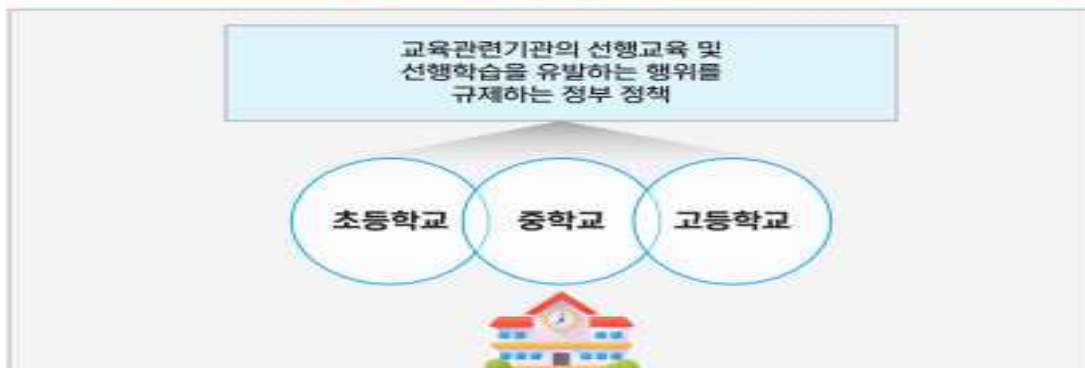 교육관련기관의 선행교육 및
선행학습을 유발하는 행위를
규제하는 정부 정책
초등학교 중학교 고등학교